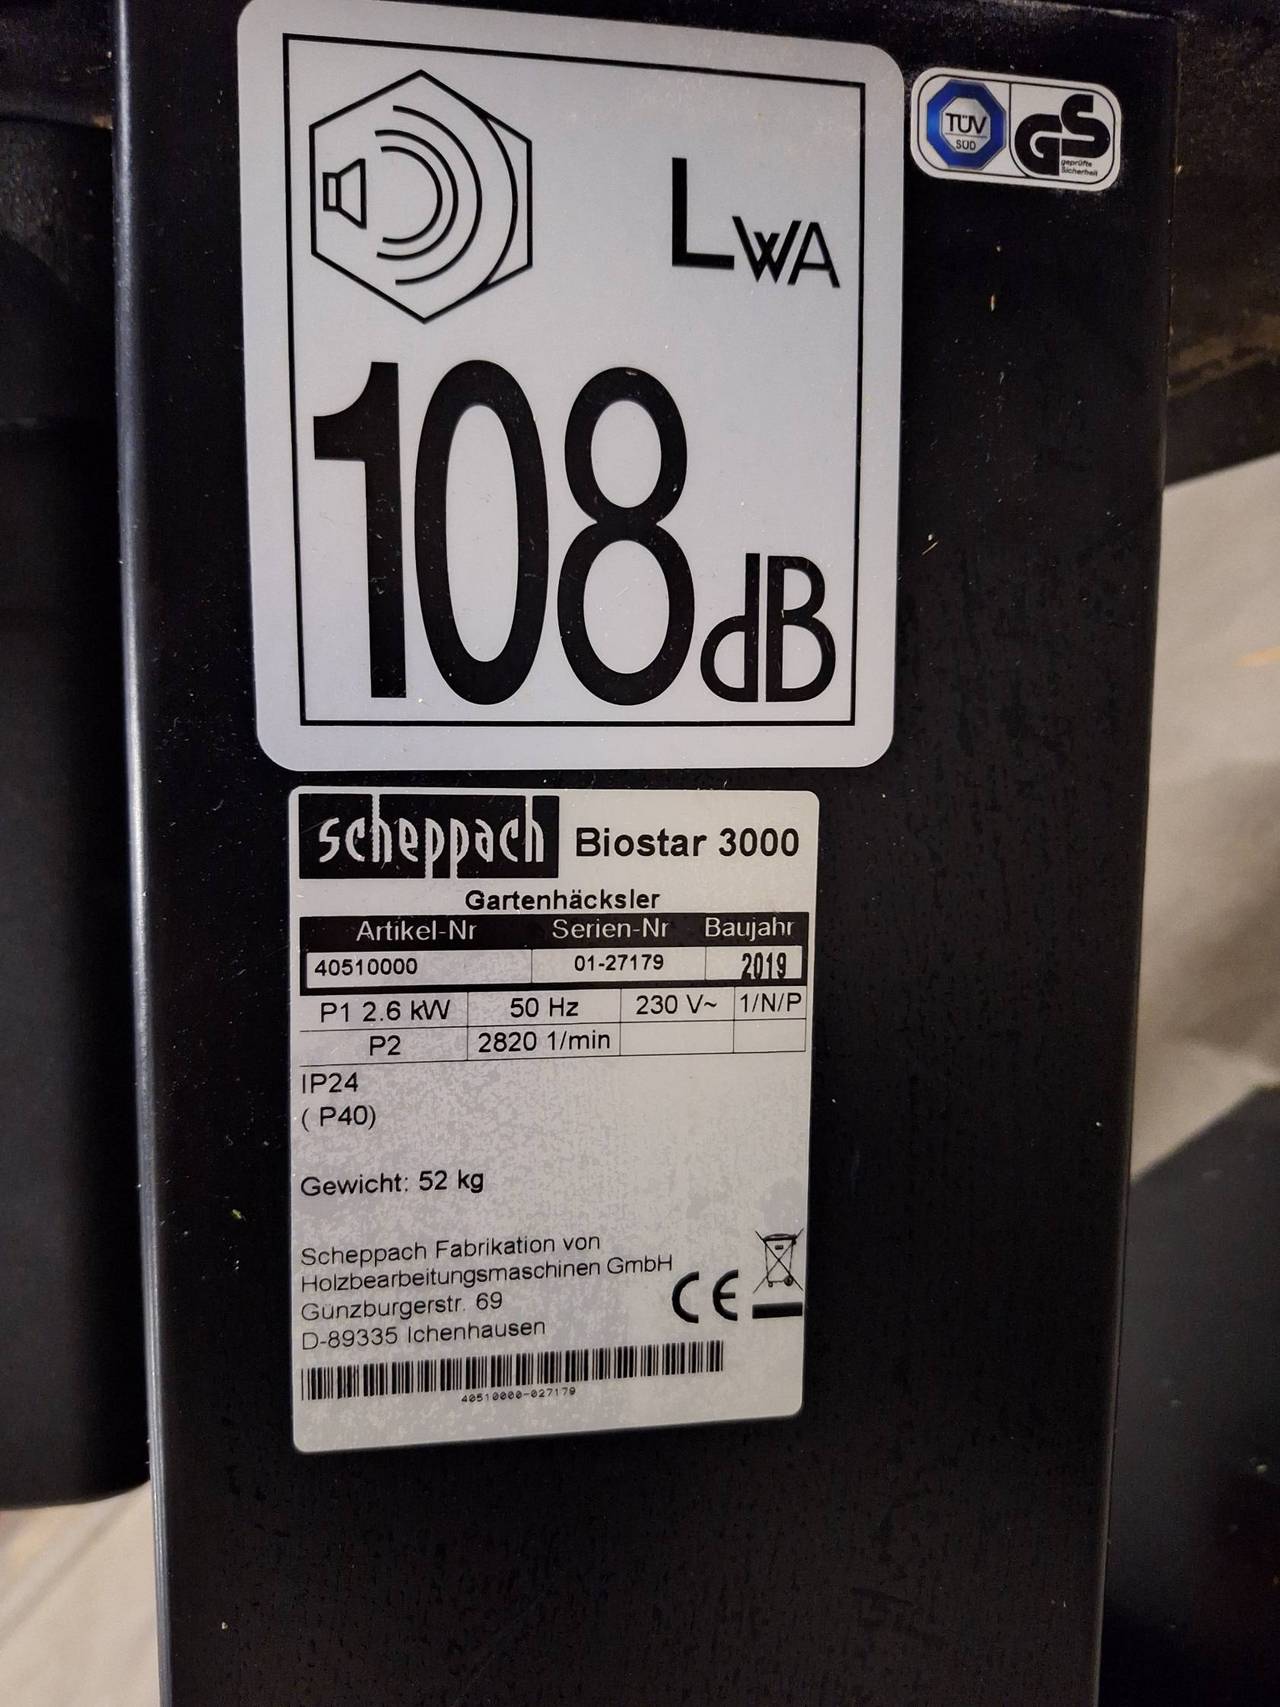 LWA
108dB
TÜV
SÜD
GS
geprüfte
Sicherheit
scheppach Biostar 3000
Gartenhäcksler
Artikel-Nr Serien-Nr Baujahr
40510000 01-27179 2019
P1 2.6 kW 50 Hz 230 V~ 1/N/P
P2 2820 1/min
IP24
( P40)
Gewicht: 52 kg
Scheppach Fabrikation von
Holzbearbeitungsmaschinen GmbH
Günzburgerstr. 69
D-89335 Ichenhausen
CE
40510000-027179